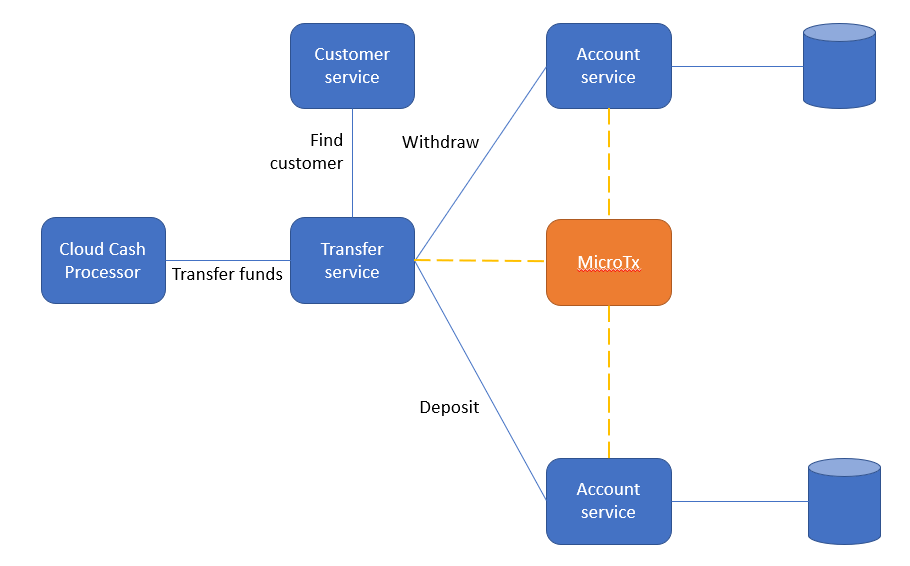 Customer
service
Account
service
Find
customer
Withdraw
Cloud Cash
Processor
Transfer funds
Transfer
service
MicroTx
Deposit
Account
service